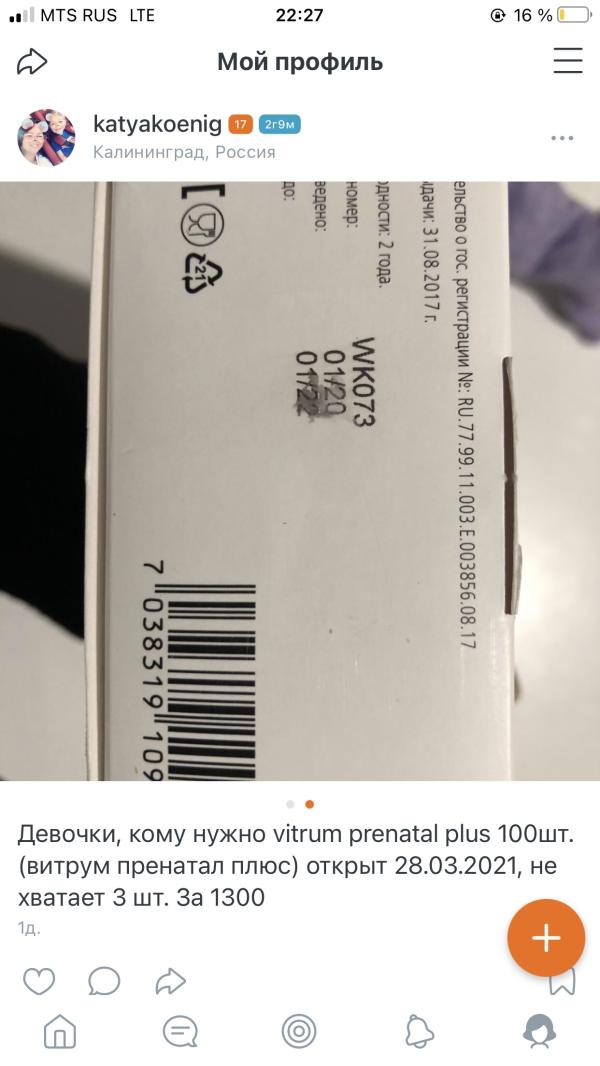 MTS RUS LTE 22:27 16 %
Мой профиль
katyakoenig 17 2г9м
Калининград, Россия
ельство о гос. регистрации №: RU.77.99.11.003.Е.003856.08.17
дачи: 31.08.2017 г.
одности: 2 года.
номер: WK073
ведено: 01/20
до: 01/22
21
7 038319 109
Девочки, кому нужно vitrum prenatal plus 100шт.
(витрум пренатал плюс) открыт 28.03.2021, не
хватает 3 шт. За 1300
1д.